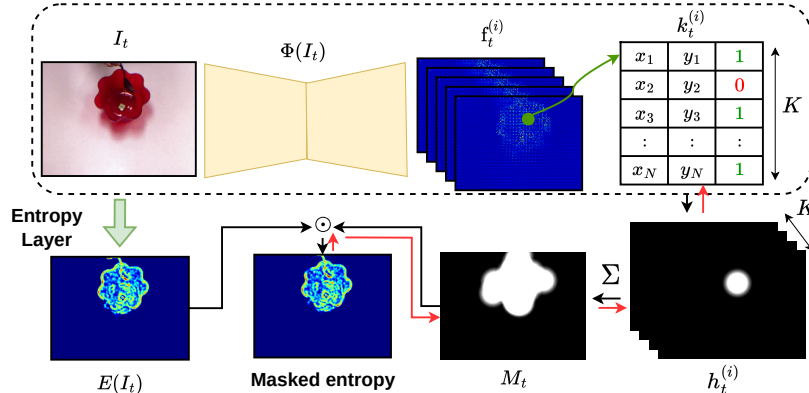 I_t
Φ(I_t)
f_t^{(i)}
k_t^{(i)}
x_1 y_1 1
x_2 y_2 0
x_3 y_3 1
: : :
x_N y_N 1
K
Entropy
Layer
⊙
K
Σ
E(I_t)
Masked entropy
M_t
h_t^{(i)}